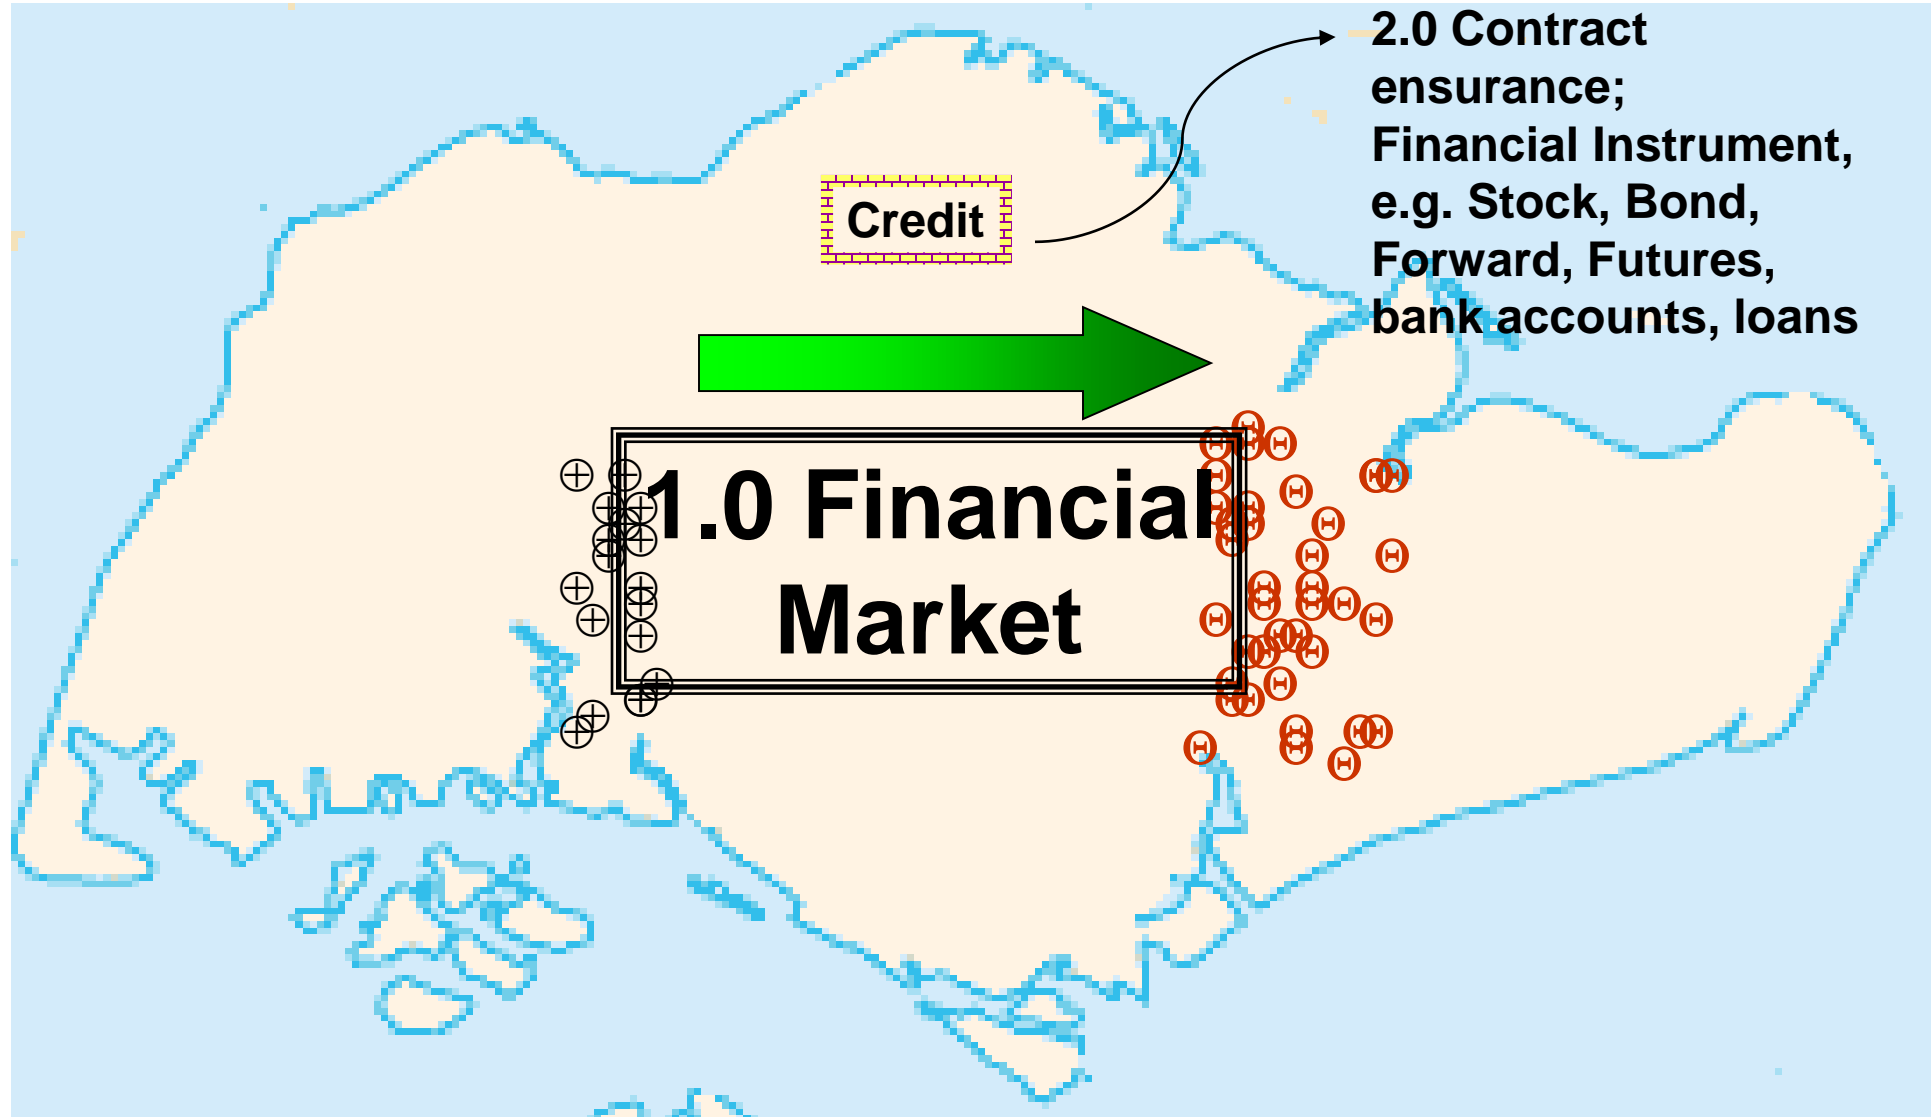 2.0 Contract
ensurance;
Financial Instrument,
e.g. Stock, Bond,
Forward, Futures,
bank accounts, loans
Credit
1.0 Financial
Market